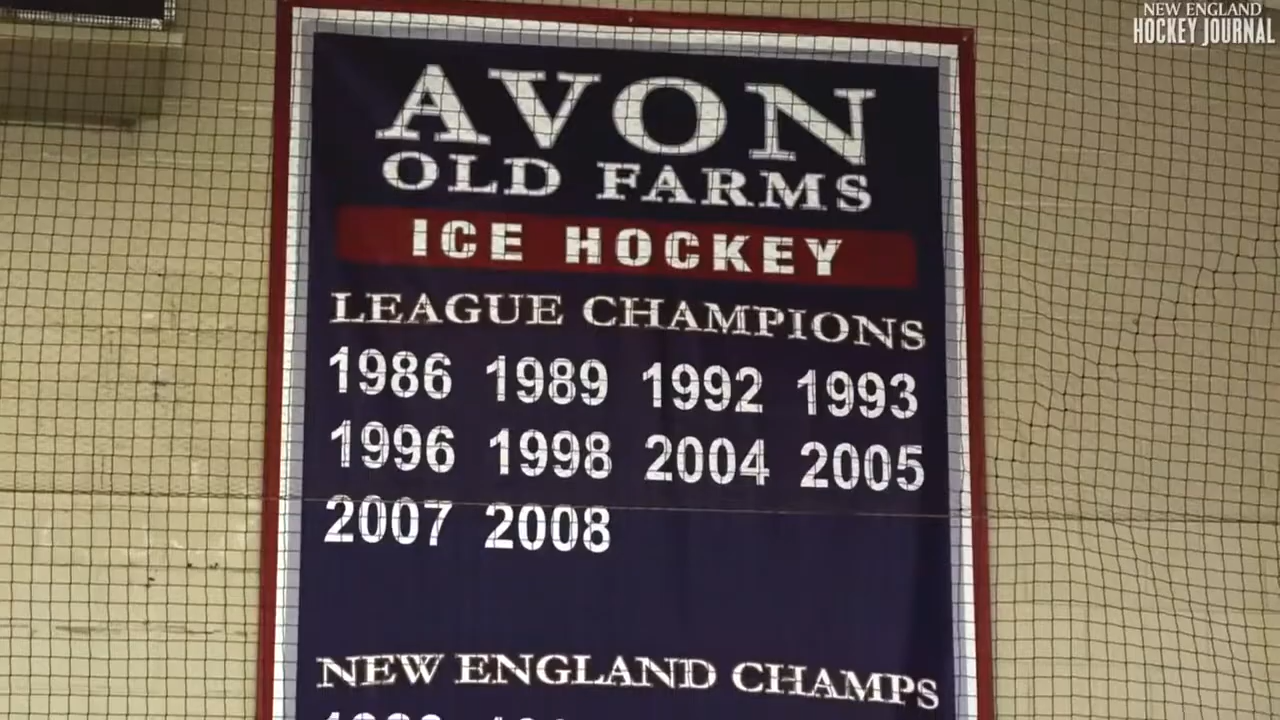 NEW ENGLAND
HOCKEY JOURNAL
AVON
OLD FARMS
ICE HOCKEY
LEAGUE CHAMPIONS
1986 1989 1992 1993
1996 1998 2004 2005
2007 2008
NEW ENGLAND CHAMPS